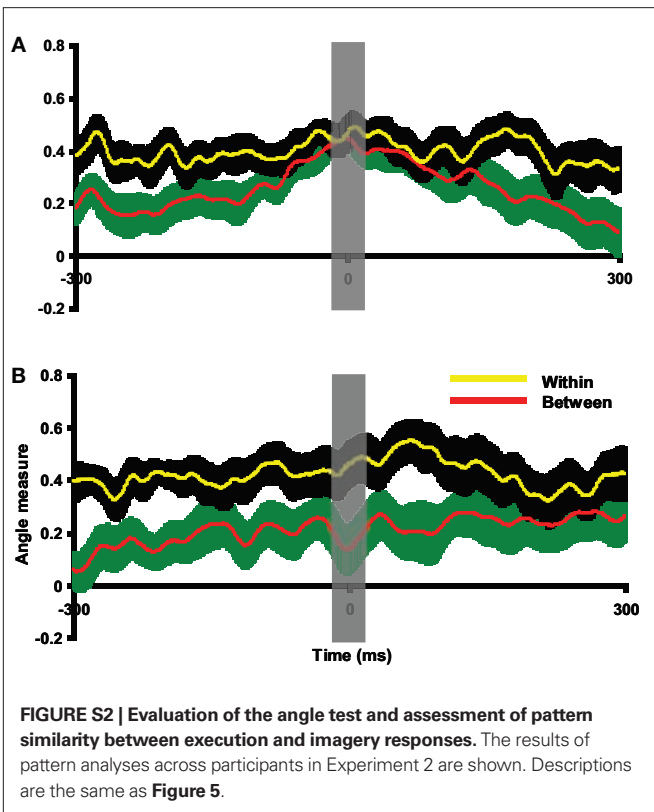 A
0.8
0.6
0.4
0.2
0
-300
0
300
-0.2
B
0.8
Within
Between
0.6
0.4
0.2
0
-300
0
300
-0.2
Angle measure
Time (ms)
FIGURE S2 | Evaluation of the angle test and assessment of pattern
similarity between execution and imagery responses. The results of
pattern analyses across participants in Experiment 2 are shown. Descriptions
are the same as Figure 5.